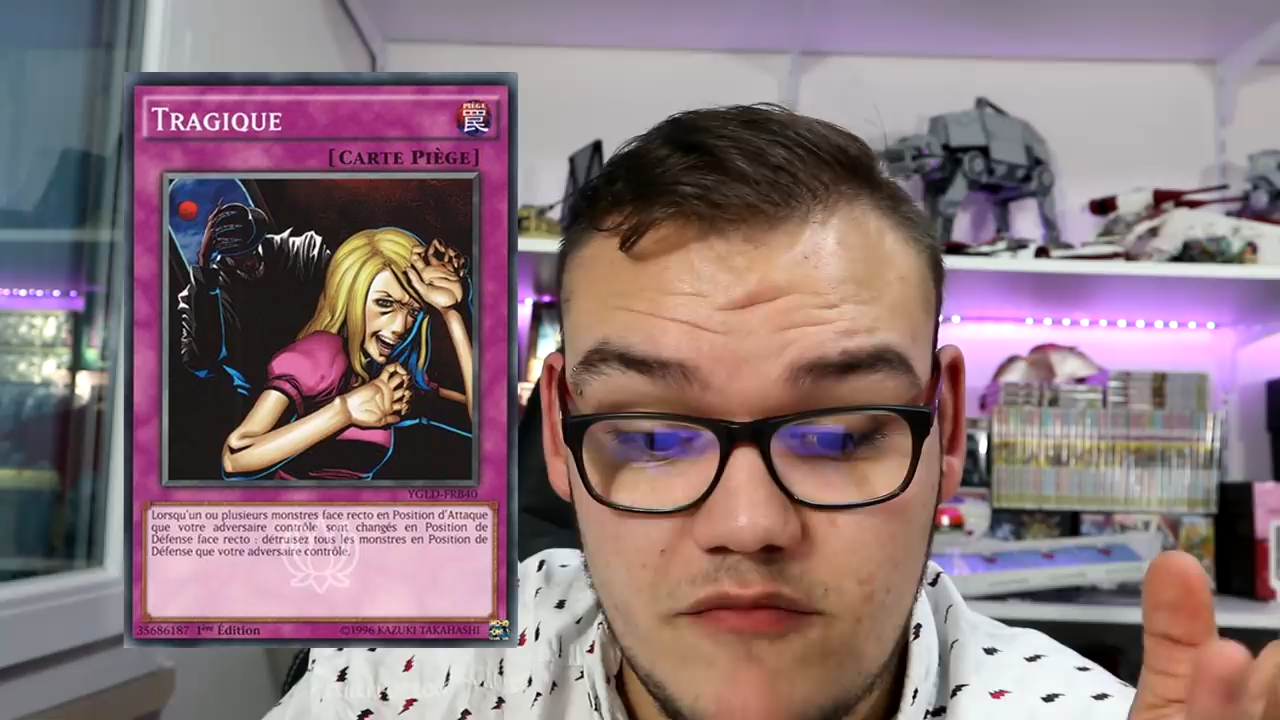 TRAGIQUE
PIÈGE
罠
[CARTE PIÈGE]
YGLD-FRB40
Lorsqu'un ou plusieurs monstres face recto en Position d'Attaque
que votre adversaire contrôle sont changés en Position de
Défense face recto : détruisez tous les monstres en Position de
Défense que votre adversaire contrôle.
35686187 1ère Édition ©1996 KAZUKI TAKAHASHI